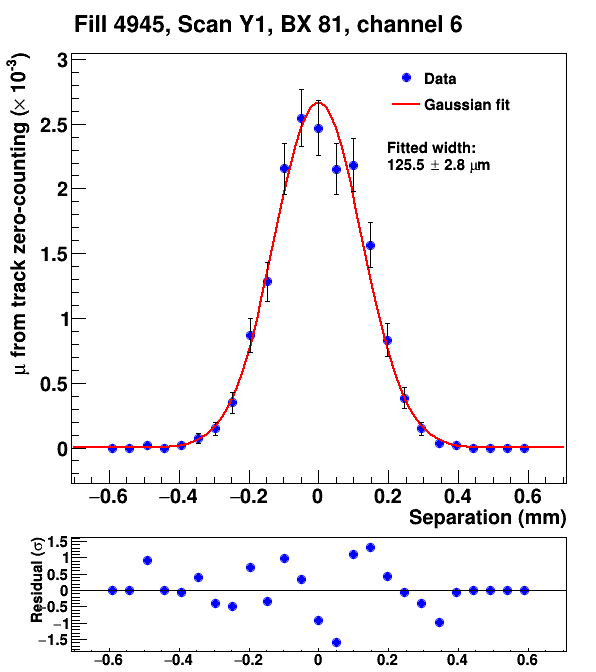 Fill 4945, Scan Y1, BX 81, channel 6
μ from track zero-counting (× 10⁻³)
3
2.5
2
1.5
1
0.5
0
Data
Gaussian fit
Fitted width:
125.5 ± 2.8 μm
−0.6 −0.4 −0.2 0 0.2 0.4 0.6
Separation (mm)
Residual (σ)
1.5
1
0.5
0
−0.5
−1
−1.5
−0.6 −0.4 −0.2 0 0.2 0.4 0.6